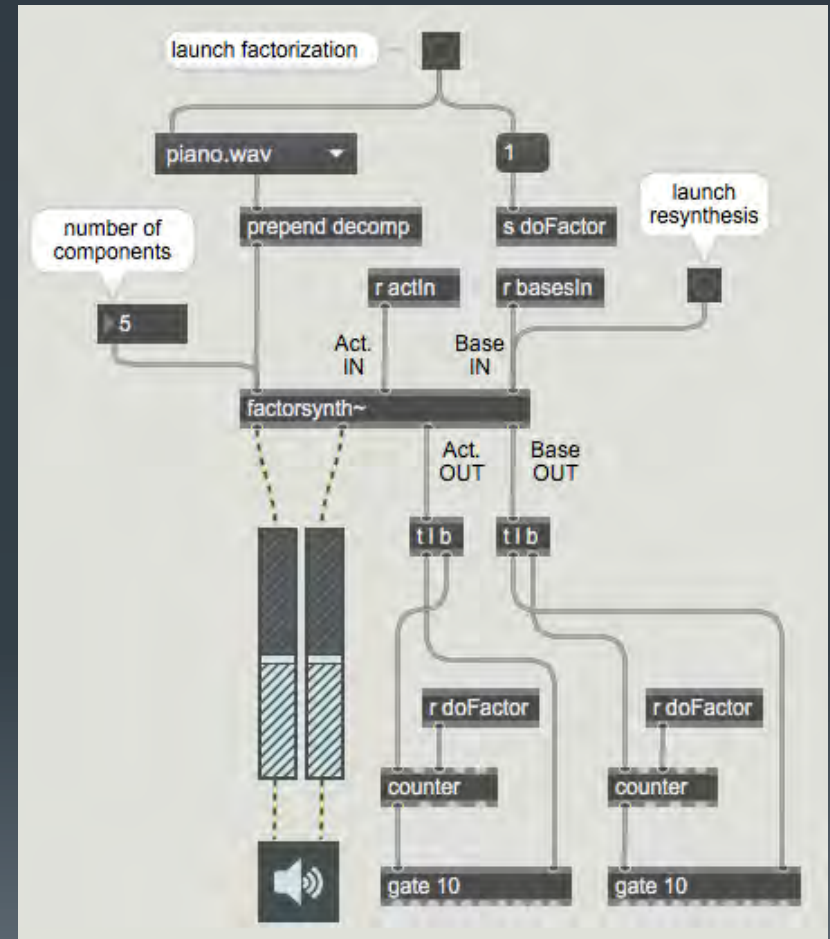 launch factorization
piano.wav
1
launch
resynthesis
number of
components
prepend decomp
s doFactor
r actIn
r basesIn
5
Act.
IN
Base
IN
factorsynth~
Act.
OUT
Base
OUT
t l b
t l b
r doFactor
r doFactor
counter
counter
gate 10
gate 10